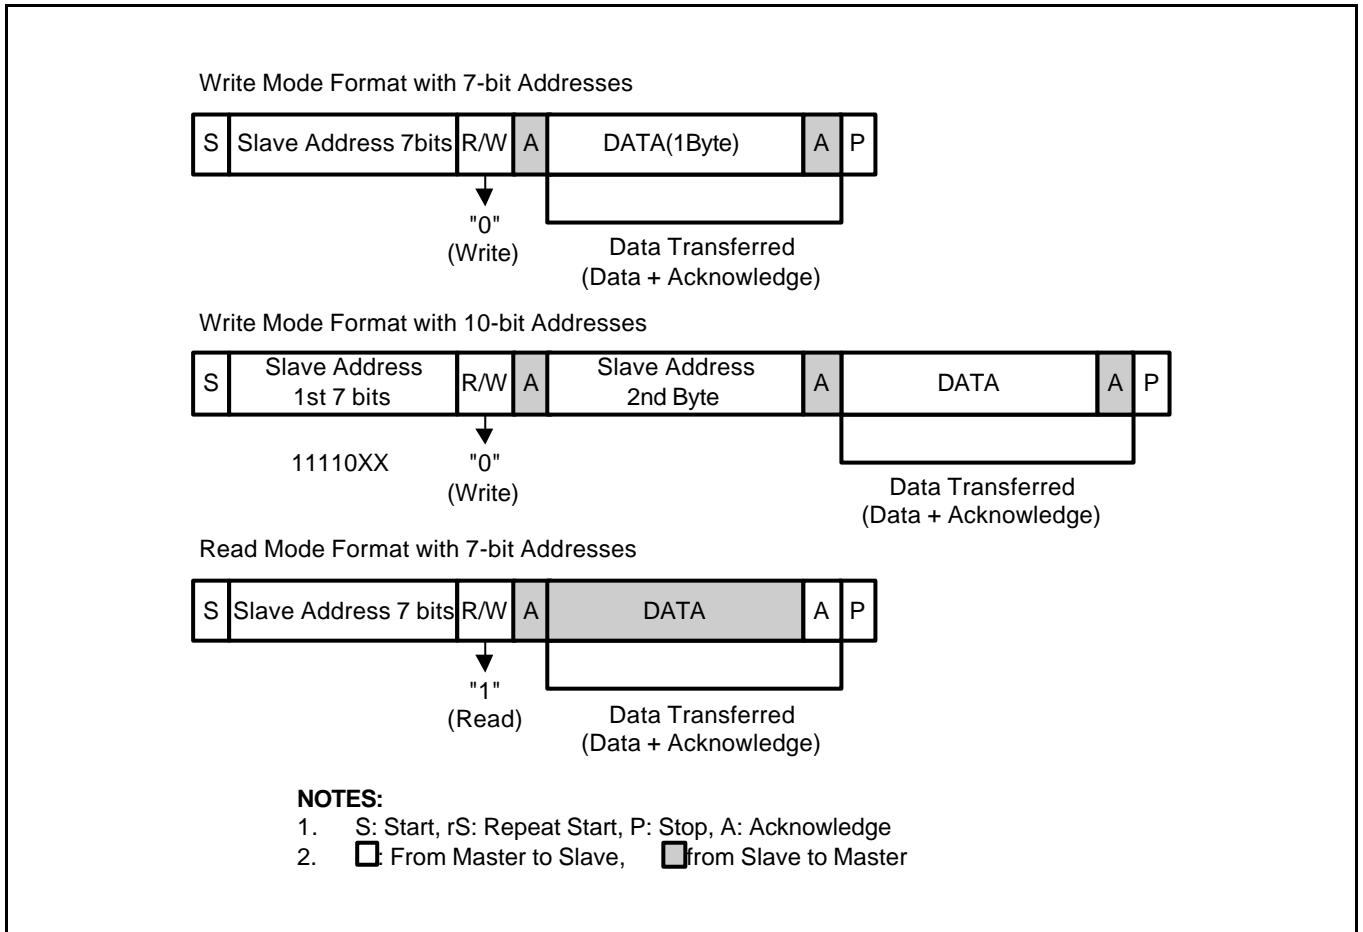 Write Mode Format with 7-bit Addresses
S Slave Address 7bits R/W A DATA(1Byte) A P
"0"
(Write)
Data Transferred
(Data + Acknowledge)
Write Mode Format with 10-bit Addresses
S Slave Address 1st 7 bits R/W A Slave Address 2nd Byte A DATA A P
11110XX
"0"
(Write)
Data Transferred
(Data + Acknowledge)
Read Mode Format with 7-bit Addresses
S Slave Address 7 bits R/W A DATA A P
"1"
(Read)
Data Transferred
(Data + Acknowledge)
NOTES:
1. S: Start, rS: Repeat Start, P: Stop, A: Acknowledge
2. : From Master to Slave, from Slave to Master